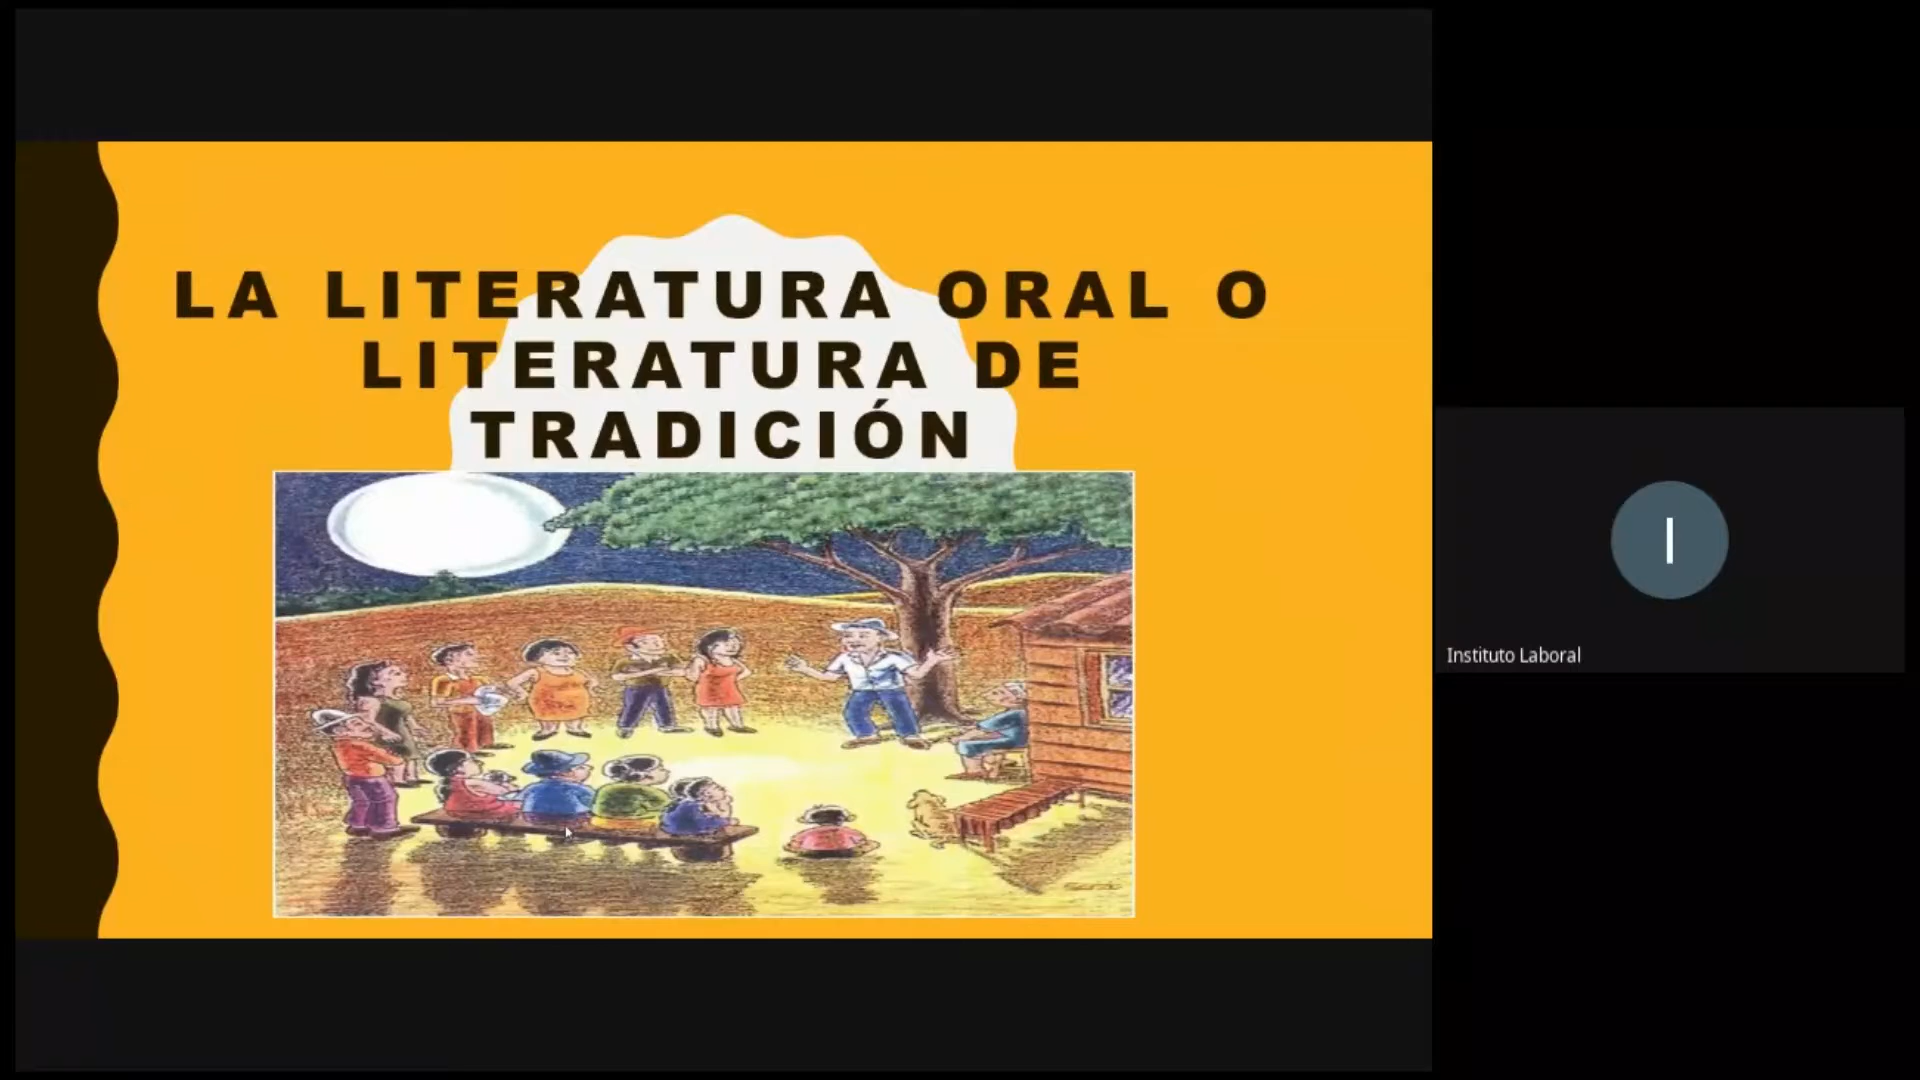 LA LITERATURA ORAL O
LITERATURA DE
TRADICIÓN
I
Instituto Laboral